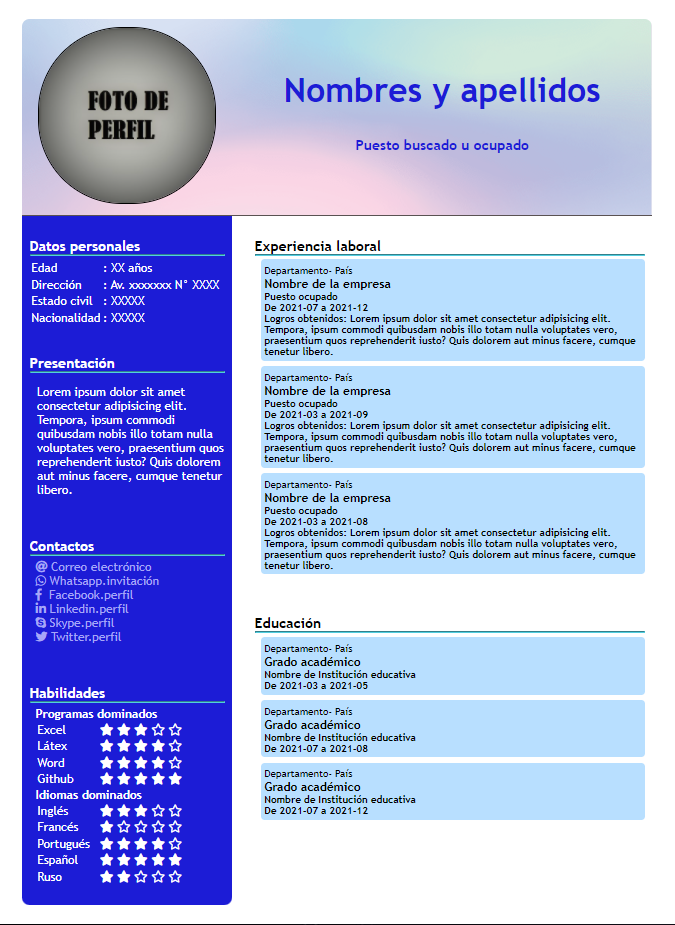 FOTO DE
PERFIL
Nombres y apellidos
Puesto buscado u ocupado
Datos personales
Edad : XX años
Dirección : Av. xxxxxxx N° XXXX
Estado civil : XXXXX
Nacionalidad : XXXXX
Presentación
Lorem ipsum dolor sit amet
consectetur adipisicing elit.
Tempora, ipsum commodi
quibusdam nobis illo totam nulla
voluptates vero, praesentium quos
reprehenderit iusto? Quis dolorem
aut minus facere, cumque tenetur
libero.
Contactos
Correo electrónico
Whatsapp.invitación
Facebook.perfil
Linkedin.perfil
Skype.perfil
Twitter.perfil
Habilidades
Programas dominados
Excel
Látex
Word
Github
Idiomas dominados
Inglés
Francés
Portugués
Español
Ruso
Experiencia laboral
Departamento- País
Nombre de la empresa
Puesto ocupado
De 2021-07 a 2021-12
Logros obtenidos: Lorem ipsum dolor sit amet consectetur adipisicing elit.
Tempora, ipsum commodi quibusdam nobis illo totam nulla voluptates vero,
praesentium quos reprehenderit iusto? Quis dolorem aut minus facere, cumque
tenetur libero.
Departamento- País
Nombre de la empresa
Puesto ocupado
De 2021-03 a 2021-09
Logros obtenidos: Lorem ipsum dolor sit amet consectetur adipisicing elit.
Tempora, ipsum commodi quibusdam nobis illo totam nulla voluptates vero,
praesentium quos reprehenderit iusto? Quis dolorem aut minus facere, cumque
tenetur libero.
Departamento- País
Nombre de la empresa
Puesto ocupado
De 2021-03 a 2021-08
Logros obtenidos: Lorem ipsum dolor sit amet consectetur adipisicing elit.
Tempora, ipsum commodi quibusdam nobis illo totam nulla voluptates vero,
praesentium quos reprehenderit iusto? Quis dolorem aut minus facere, cumque
tenetur libero.
Educación
Departamento- País
Grado académico
Nombre de Institución educativa
De 2021-03 a 2021-05
Departamento- País
Grado académico
Nombre de Institución educativa
De 2021-07 a 2021-08
Departamento- País
Grado académico
Nombre de Institución educativa
De 2021-07 a 2021-12